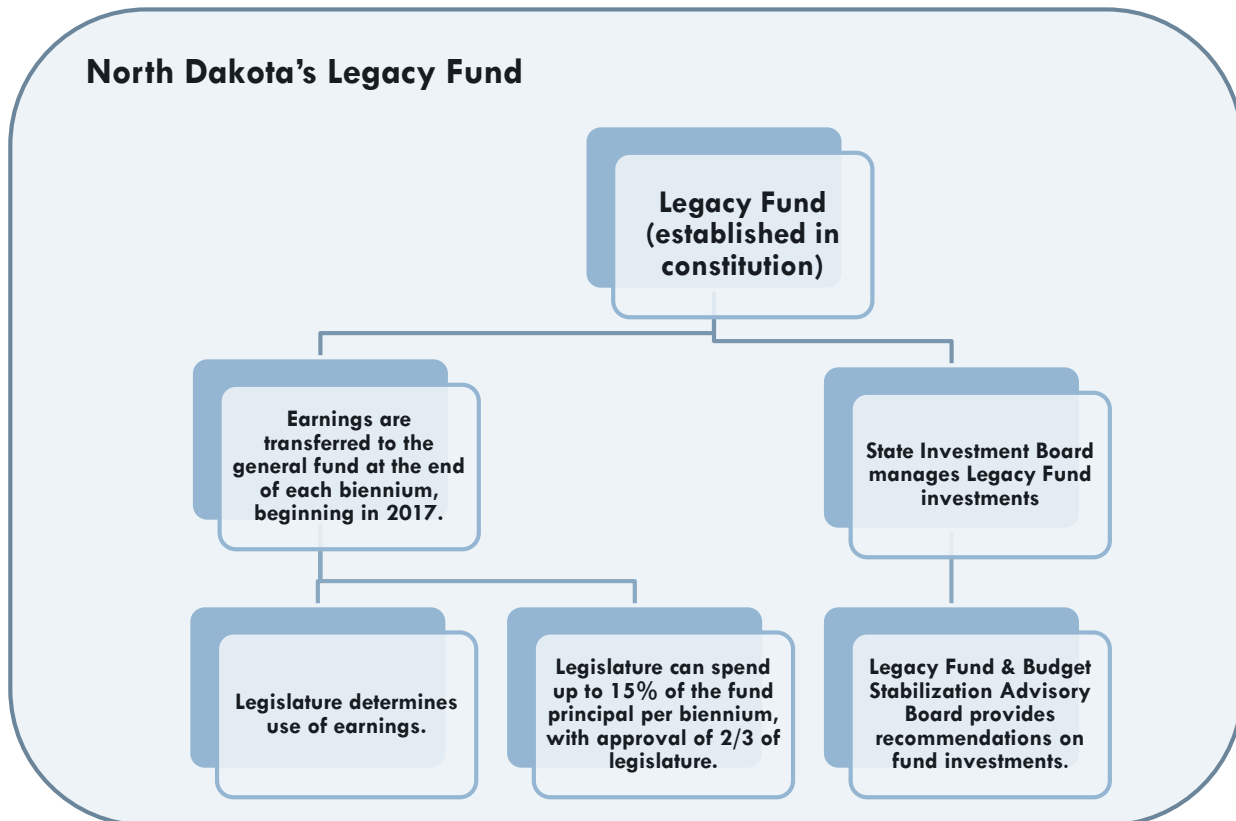 North Dakota’s Legacy Fund
Legacy Fund
(established in
constitution)
Earnings are
transferred to the
general fund at the end
of each biennium,
beginning in 2017.
State Investment Board
manages Legacy Fund
investments
Legislature determines
use of earnings.
Legislature can spend
up to 15% of the fund
principal per biennium,
with approval of 2/3 of
legislature.
Legacy Fund & Budget
Stabilization Advisory
Board provides
recommendations on
fund investments.